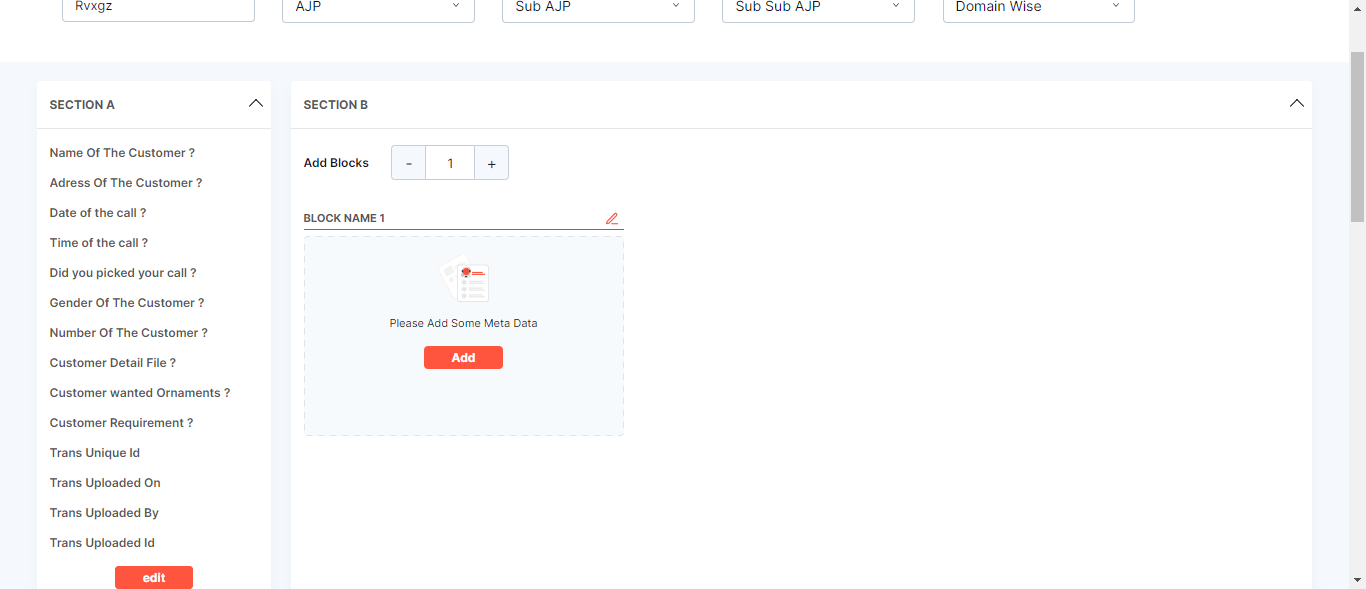 Rvxgz
AJP
Sub AJP
Sub Sub AJP
Domain Wise
SECTION A
Name Of The Customer ?
Adress Of The Customer ?
Date of the call ?
Time of the call ?
Did you picked your call ?
Gender Of The Customer ?
Number Of The Customer ?
Customer Detail File ?
Customer wanted Ornaments ?
Customer Requirement ?
Trans Unique Id
Trans Uploaded On
Trans Uploaded By
Trans Uploaded Id
edit
SECTION B
Add Blocks - 1 +
BLOCK NAME 1
Please Add Some Meta Data
Add